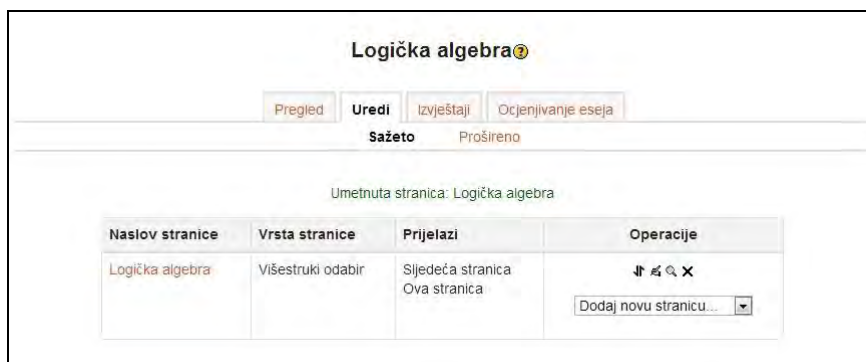 Logička algebra
Pregled Uredi Izvještaji Ocjenjivanje eseja
Sažeto Prošireno
Umetnuta stranica: Logička algebra
Naslov stranice Vrsta stranice Prijelazi Operacije
Logička algebra Višestruki odabir Sljedeća stranica
Ova stranica
Dodaj novu stranicu...